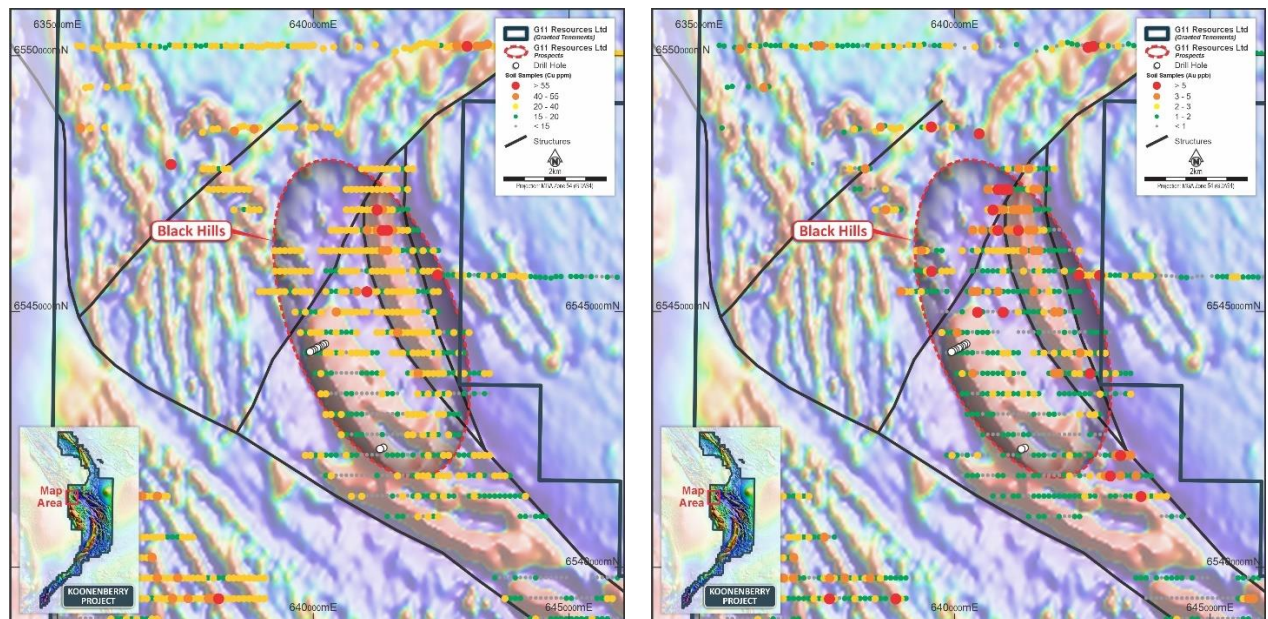 635000mE
640000mE
6550000mN
G11 Resources Ltd
(Granted Tenements)
G11 Resources Ltd
Prospects
Drill Hole
Soil Samples (Cu ppm)
> 55
40 - 55
20 - 40
15 - 20
< 15
Structures
N
2km
Black Hills
6545000mN
6545000mN
Map
Area
KOONENBERRY
PROJECT
6540000mN
640000mE
645000mE
635000mE
640000mE
6550000mN
G11 Resources Ltd
(Granted Tenements)
G11 Resources Ltd
Prospects
Drill Hole
Soil Samples (Au ppb)
> 5
3 - 5
2 - 3
1 - 2
< 1
Structures
N
2km
Black Hills
6545000mN
6545000mN
Map
Area
KOONENBERRY
PROJECT
6540000mN
640000mE
645000mE